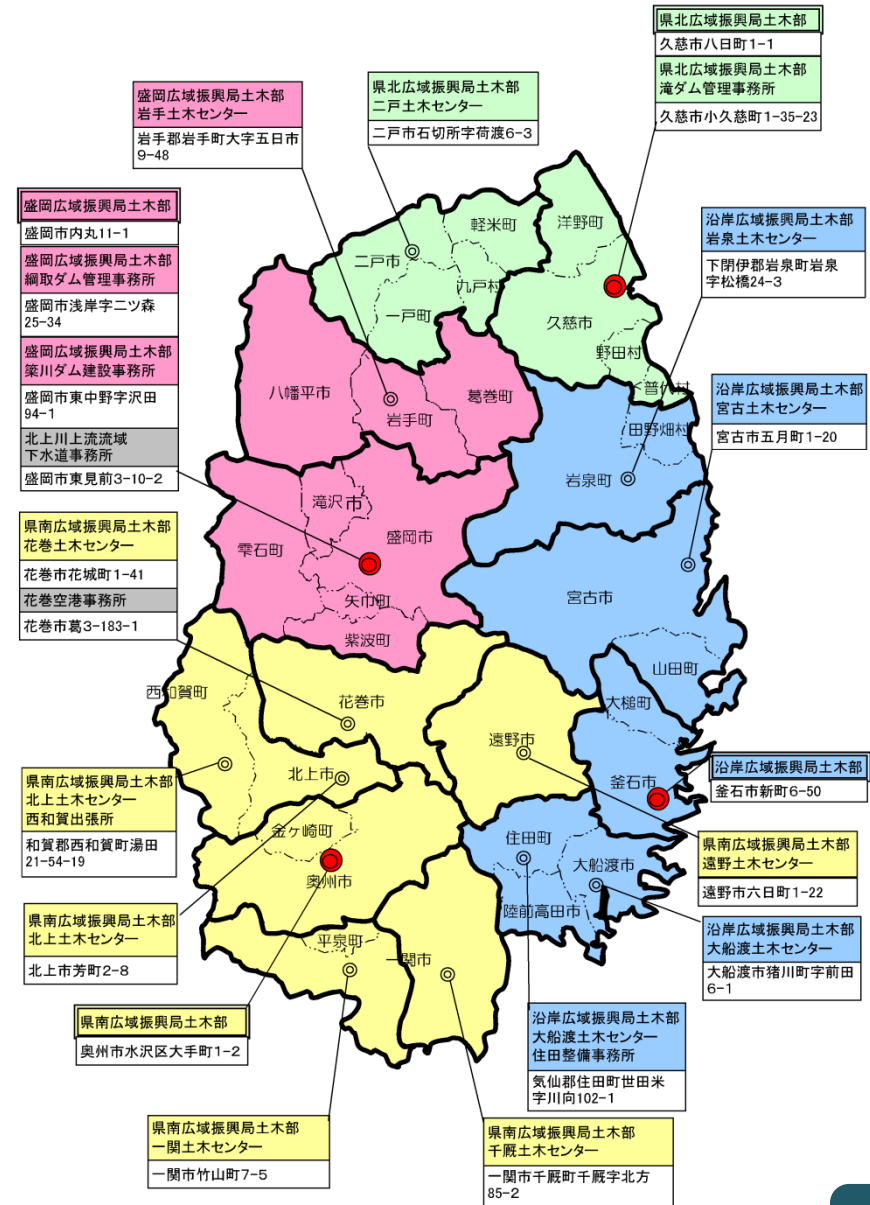 県北広域振興局土木部
久慈市八日町1-1
県北広域振興局土木部
滝ダム管理事務所
久慈市小久慈町1-35-23
県北広域振興局土木部
二戸土木センター
二戸市石切所字荷渡6-3
盛岡広域振興局土木部
岩手土木センター
岩手郡岩手町大字五日市
9-48
盛岡広域振興局土木部
盛岡市内丸11-1
盛岡広域振興局土木部
綱取ダム管理事務所
盛岡市浅岸字二ツ森
25-34
盛岡広域振興局土木部
簗川ダム建設事務所
盛岡市東中野字沢田
94-1
北上川上流流域
下水道事務所
盛岡市東見前3-10-2
沿岸広域振興局土木部
岩泉土木センター
下閉伊郡岩泉町岩泉
字松橋24-3
沿岸広域振興局土木部
宮古土木センター
宮古市五月町1-20
県南広域振興局土木部
花巻土木センター
花巻市花城町1-41
花巻空港事務所
花巻市葛3-183-1
軽米町
洋野町
二戸市
九戸村
一戸町
久慈市
野田村
普代村
八幡平市
岩手町
葛巻町
田野畑村
岩泉町
滝沢市
雫石町
盛岡市
矢巾町
紫波町
宮古市
山田町
大槌町
西和賀町
花巻市
遠野市
北上市
釜石市
金ヶ崎町
奥州市
住田町
大船渡市
陸前高田市
平泉町
一関市
沿岸広域振興局土木部
釜石市新町6-50
県南広域振興局土木部
北上土木センター
西和賀出張所
和賀郡西和賀町湯田
21-54-19
県南広域振興局土木部
遠野土木センター
遠野市六日町1-22
県南広域振興局土木部
北上土木センター
北上市芳町2-8
沿岸広域振興局土木部
大船渡土木センター
大船渡市猪川町字前田
6-1
県南広域振興局土木部
奥州市水沢区大手町1-2
沿岸広域振興局土木部
大船渡土木センター
住田整備事務所
気仙郡住田町世田米
字川向102-1
県南広域振興局土木部
一関土木センター
一関市竹山町7-5
県南広域振興局土木部
千厩土木センター
一関市千厩町千厩字北方
85-2